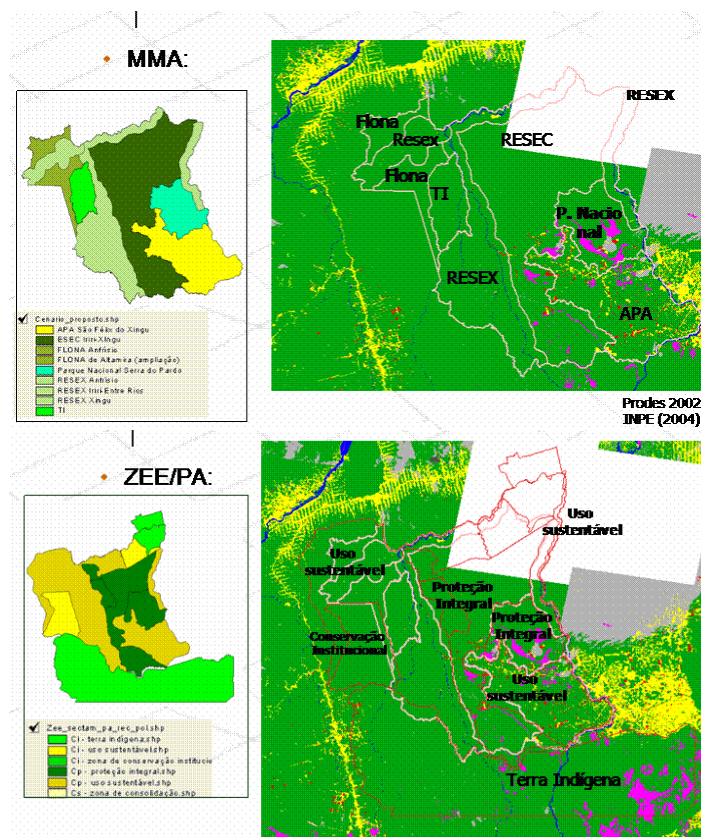 • MMA:
Cenario_proposto.shp
APA São Félix do Xingu
ESEC Iriri-Xingu
FLONA Anfrísio
FLONA de Altamira (ampliação)
Parque Nacional Serra do Pardo
RESEX Anfrísio
RESEX Iriri-Entre Rios
RESEX Xingu
TI
Flona
Resex
Flona
TI
RESEX
RESEC
RESEX
P. Nacio
nal
APA
Prodes 2002
INPE (2004)
• ZEE/PA:
Zee_sectam_pa_rec_pol.shp
Ci - terra indígena.shp
Ci - uso sustentável.shp
Ci - zona de conservação institucio
Cp - proteção integral.shp
Cp - uso sustentável.shp
Cs - zona de consolidação.shp
Uso
sustentável
Uso
sustentável
Proteção
Integral
Conservação
Institucional
Proteção
Integral
Uso
sustentável
Terra Indígena